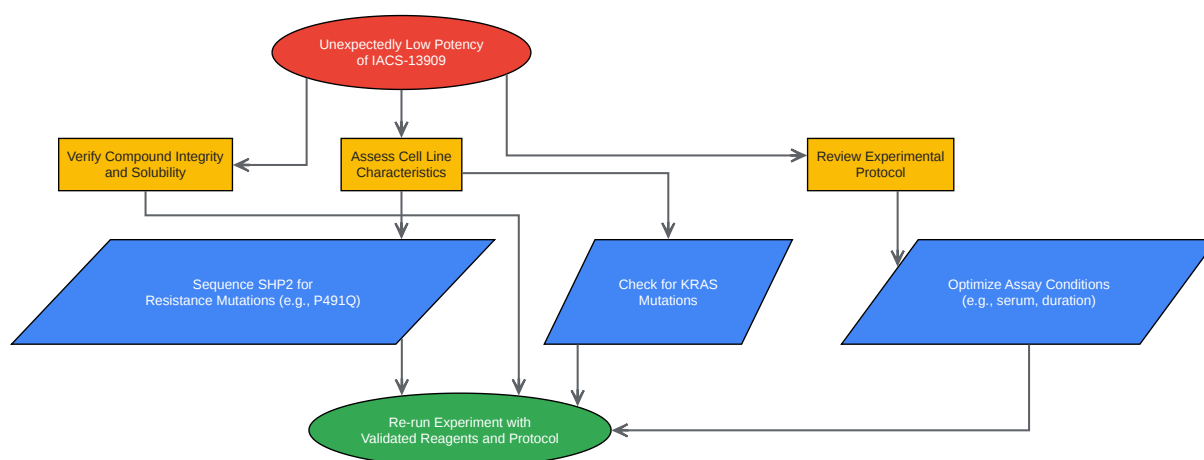 Unexpectedly Low Potency
of IACS-13909
Verify Compound Integrity
and Solubility
Assess Cell Line
Characteristics
Review Experimental
Protocol
Sequence SHP2 for
Resistance Mutations (e.g., P491Q)
Check for KRAS
Mutations
Optimize Assay Conditions
(e.g., serum, duration)
Re-run Experiment with
Validated Reagents and Protocol